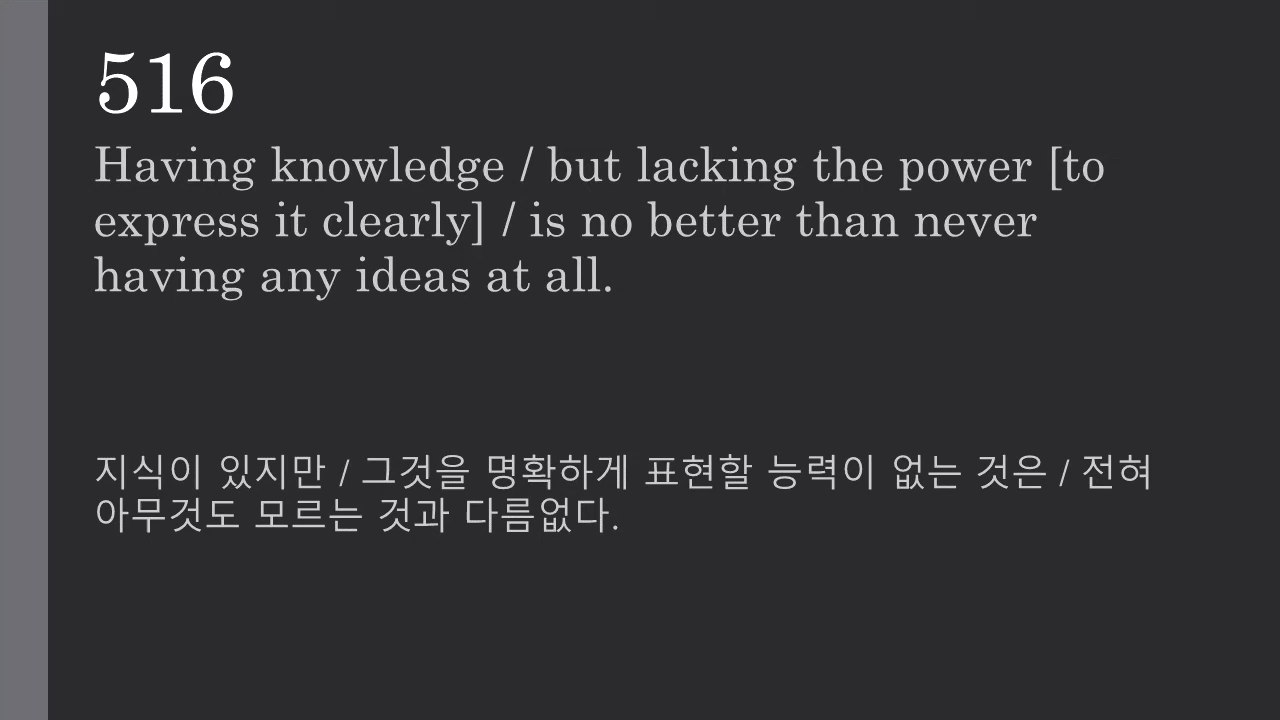 516
Having knowledge / but lacking the power [to
express it clearly] / is no better than never
having any ideas at all.
지식이 있지만 / 그것을 명확하게 표현할 능력이 없는 것은 / 전혀
아무것도 모르는 것과 다름없다.